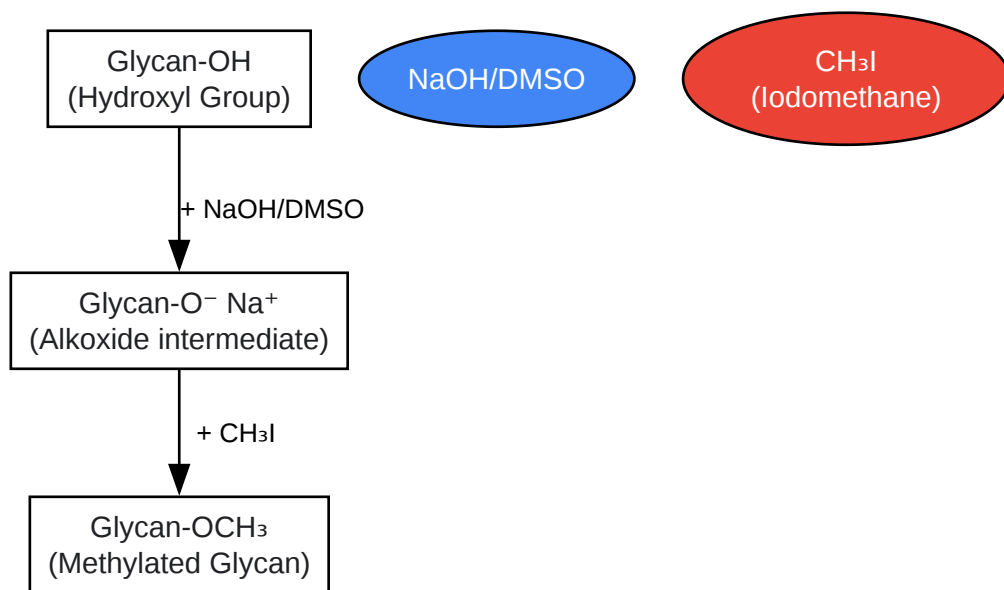 Glycan-OH
(Hydroxyl Group)
NaOH/DMSO
CH₃I
(Iodomethane)
+ NaOH/DMSO
Glycan-O⁻ Na⁺
(Alkoxide intermediate)
+ CH₃I
Glycan-OCH₃
(Methylated Glycan)